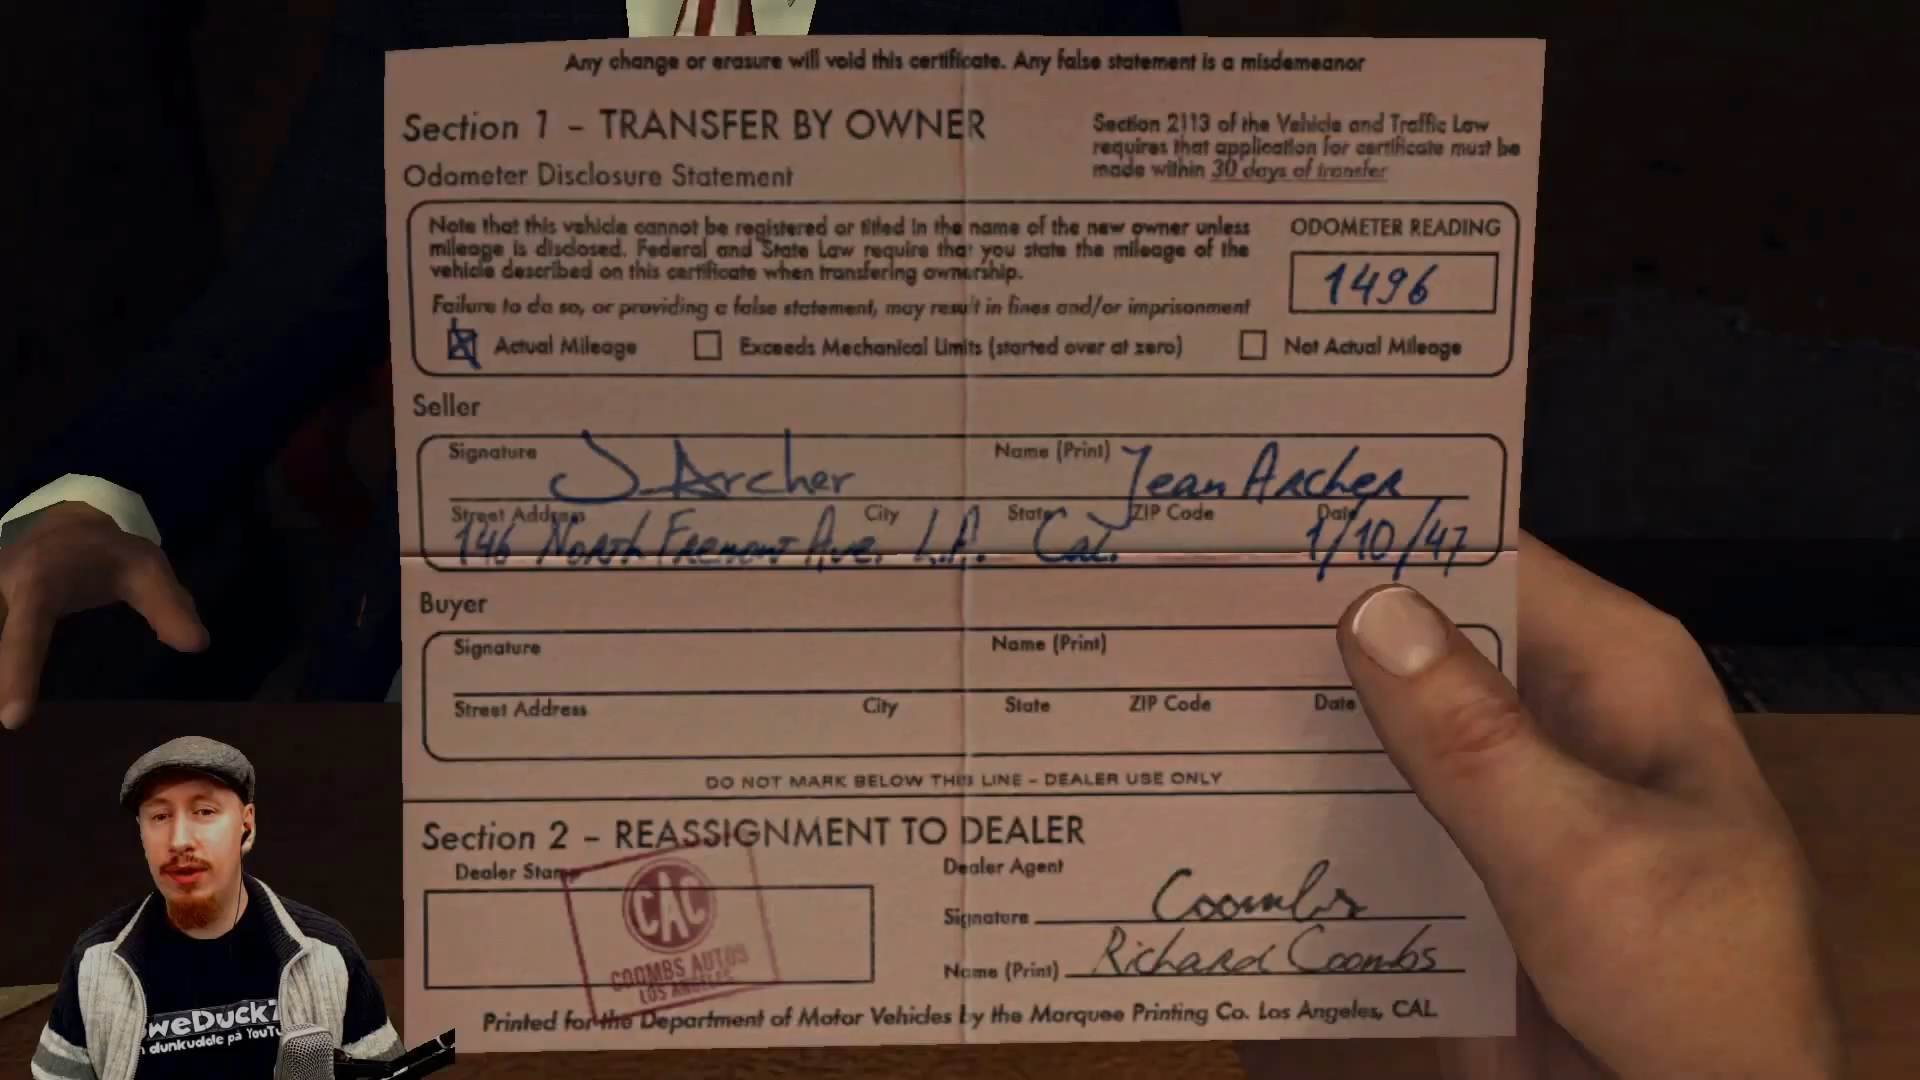 Any change or erasure will void this certificate. Any false statement is a misdemeanor
Section 1 - TRANSFER BY OWNER
Section 2113 of the Vehicle and Traffic Law
requires that application for certificate must be
made within 30 days of transfer
Odometer Disclosure Statement
Note that this vehicle cannot be registered or titled in the name of the new owner unless
mileage is disclosed. Federal and State Law require that you state the mileage of the
vehicle described on this certificate when transfering ownership.
Failure to do so, or providing a false statement, may result in fines and/or imprisonment
ODOMETER READING
1496
Actual Mileage
Exceeds Mechanical Limits (started over at zero)
Not Actual Mileage
Seller
Signature J Archer
Name (Print) Jean Archer
Street Address City State ZIP Code Date
146 North Fremont Ave. L.A. Cal. 1/10/47
Buyer
Signature Name (Print)
Street Address City State ZIP Code Date
DO NOT MARK BELOW THIS LINE - DEALER USE ONLY
Section 2 - REASSIGNMENT TO DEALER
Dealer Stamp
CAC
COOMBS AUTOS
LOS ANGELES
Dealer Agent
Signature Coombs
Name (Print) Richard Coombs
Printed for the Department of Motor Vehicles by the Marquee Printing Co. Los Angeles, CAL
dunkudde på YouTu